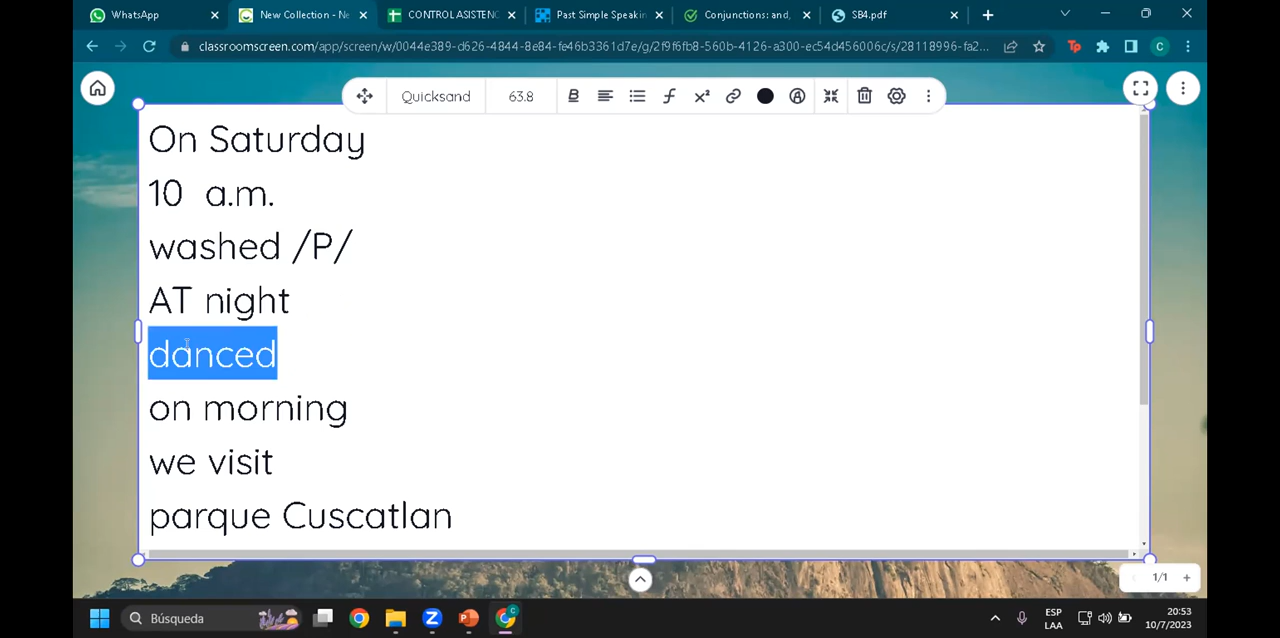 WhatsApp
New Collection - Ne
CONTROL ASISTENC
Past Simple Speakin
Conjunctions: and,
SB4.pdf
classroomscreen.com/app/screen/w/0044e389-d626-4844-8e84-fe46b3361d7e/g/2f9f6fb8-560b-4126-a300-ec54d456006c/s/28118996-fa2...
Quicksand 63.8 B
On Saturday
10 a.m.
washed /P/
AT night
danced
on morning
we visit
parque Cuscatlan
1/1
Búsqueda
ESP
LAA
20:53
10/7/2023